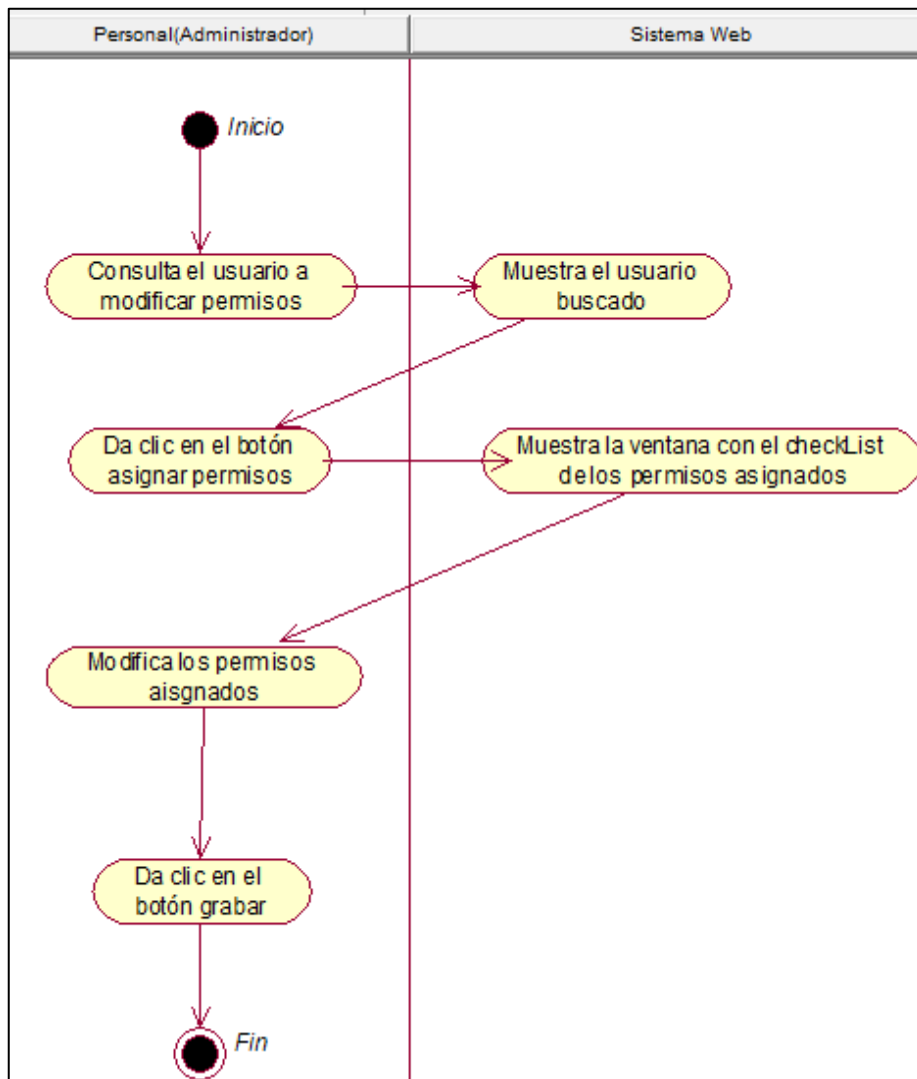 Personal(Administrador)
Sistema Web
Inicio
Consulta el usuario a
modificar permisos
Muestra el usuario
buscado
Da clic en el botón
asignar permisos
Muestra la ventana con el checkList
de los permisos asignados
Modifica los permisos
aisgnados
Da clic en el
botón grabar
Fin